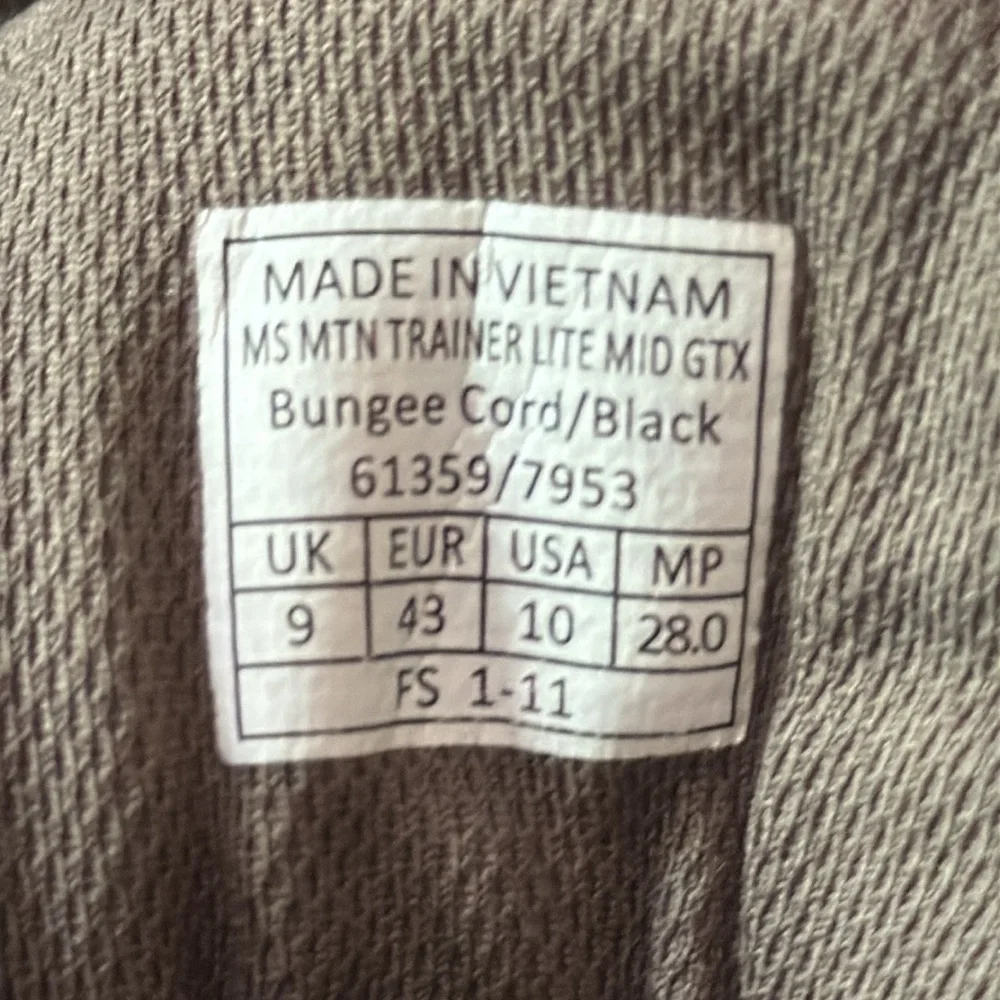 MADE IN VIETNAM
MS MTN TRAINER LITE MID GTX
Bungee Cord/Black
61359/7953
UK EUR USA MP
9 43 10 28.0
FS 1-11